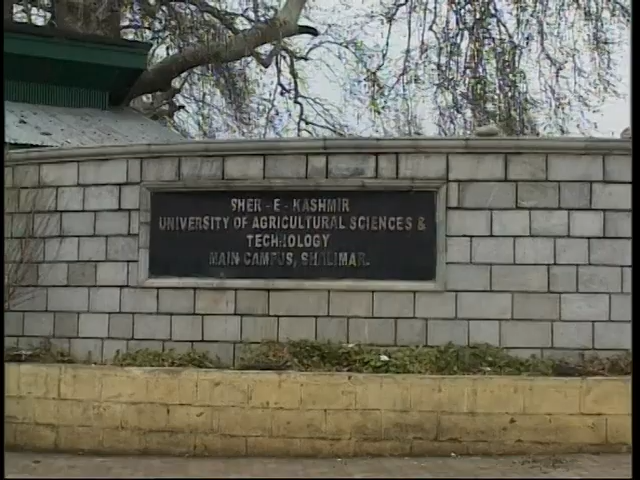 SHER - E - KASHMIR
UNIVERSITY OF AGRICULTURAL SCIENCES &
TECHNOLOGY
MAIN CAMPUS, SHALIMAR.